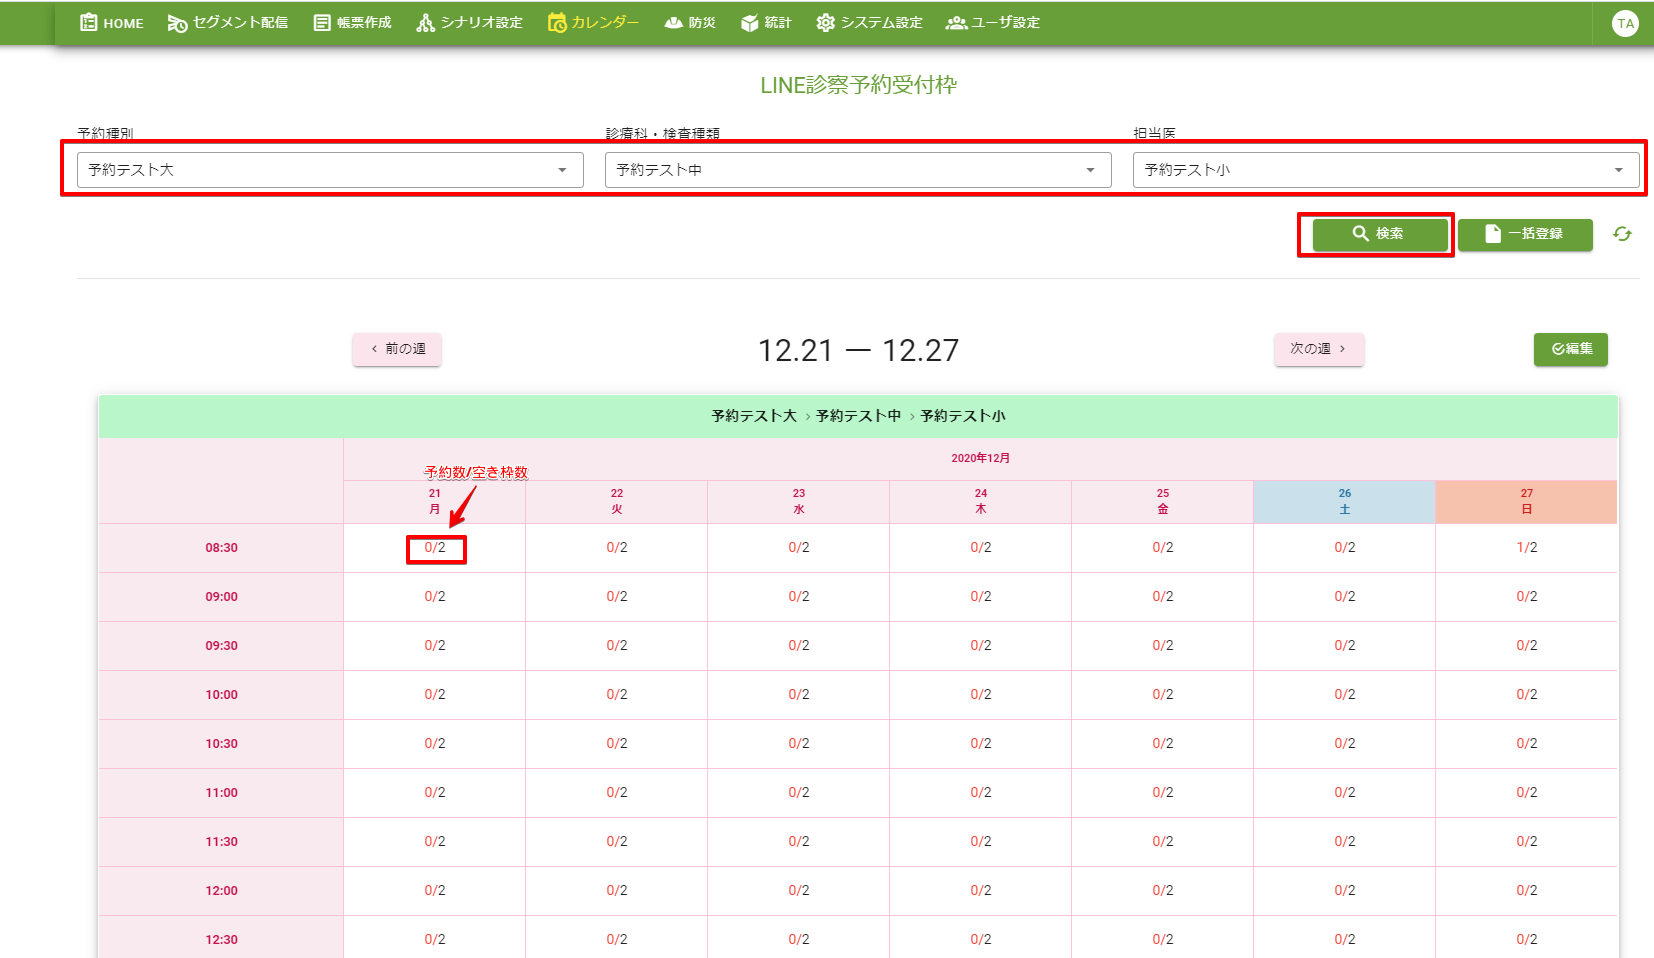 HOME セグメント配信 帳票作成 シナリオ設定 カレンダー 防災 統計 システム設定 ユーザ設定 TA
LINE診察予約受付枠
予約種別 診療科・検査種類 担当医
予約テスト大 予約テスト中 予約テスト小
検索 一括登録
前の週 12.21 — 12.27 次の週 編集
予約テスト大 › 予約テスト中 › 予約テスト小
2020年12月
予約数/空き枠数
21 22 23 24 25 26 27
月 火 水 木 金 土 日
08:30 0/2 0/2 0/2 0/2 0/2 0/2 1/2
09:00 0/2 0/2 0/2 0/2 0/2 0/2 0/2
09:30 0/2 0/2 0/2 0/2 0/2 0/2 0/2
10:00 0/2 0/2 0/2 0/2 0/2 0/2 0/2
10:30 0/2 0/2 0/2 0/2 0/2 0/2 0/2
11:00 0/2 0/2 0/2 0/2 0/2 0/2 0/2
11:30 0/2 0/2 0/2 0/2 0/2 0/2 0/2
12:00 0/2 0/2 0/2 0/2 0/2 0/2 0/2
12:30 0/2 0/2 0/2 0/2 0/2 0/2 0/2